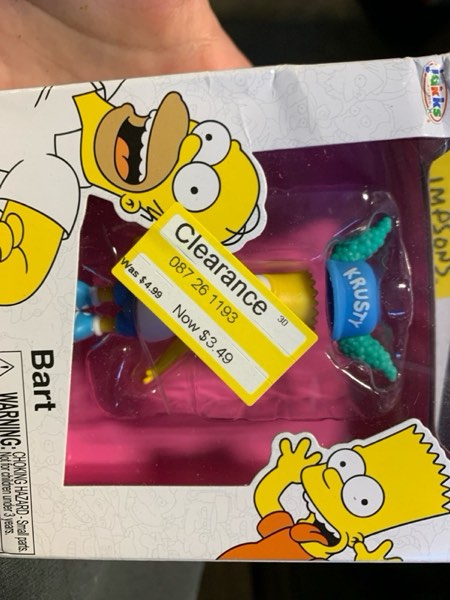 Jakks
IMPSONS
Clearance
30
087 26 1193
Was $4.99 Now $3.49
KRUSTY
Bart
WARNING: CHOKING HAZARD - Small parts.
Not for children under 3 years.